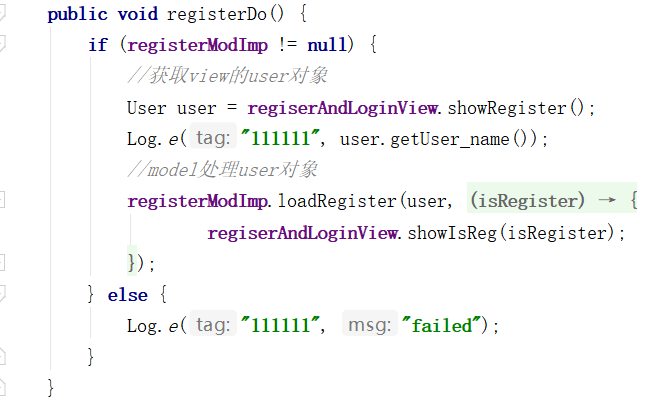 public void registerDo() {
if (registerModImp != null) {
//获取view的user对象
User user = regiserAndLoginView.showRegister();
Log.e( tag: "111111", user.getUser_name());
//model处理user对象
registerModImp.loadRegister(user, (isRegister) → {
regiserAndLoginView.showIsReg(isRegister);
});
} else {
Log.e( tag: "111111", msg: "failed");
}
}